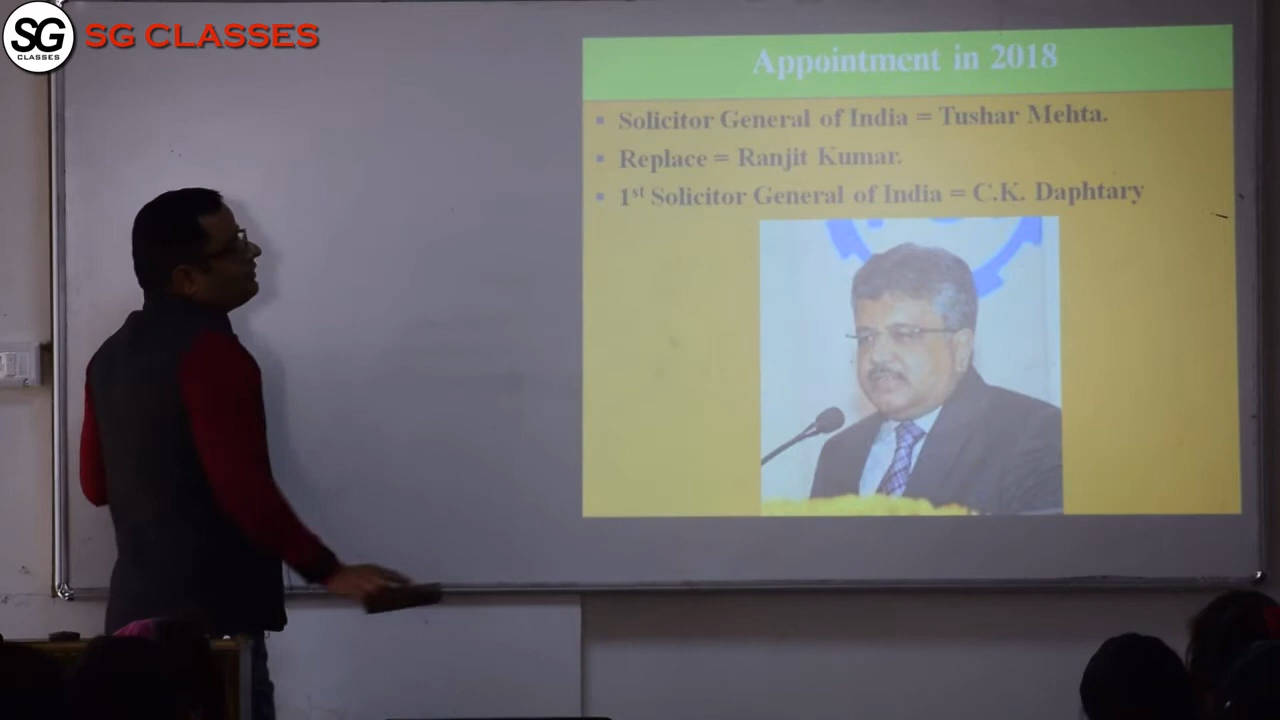 SG
CLASSES
SG CLASSES
Appointment in 2018
▪ Solicitor General of India = Tushar Mehta.
▪ Replace = Ranjit Kumar.
▪ 1st Solicitor General of India = C.K. Daphtary